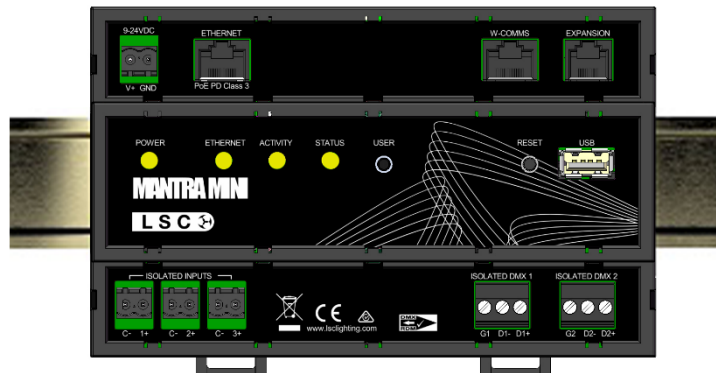 9-24VDC
ETHERNET
W-COMMS
EXPANSION
V+ GND
PoE PD Class 3
POWER
ETHERNET
ACTIVITY
STATUS
USER
RESET
USB
MANTRA MINI
LSC
ISOLATED INPUTS
ISOLATED DMX 1
ISOLATED DMX 2
CE
www.lsclighting.com
DMX
RDM
C- 1+
C- 2+
C- 3+
G1 D1- D1+
G2 D2- D2+